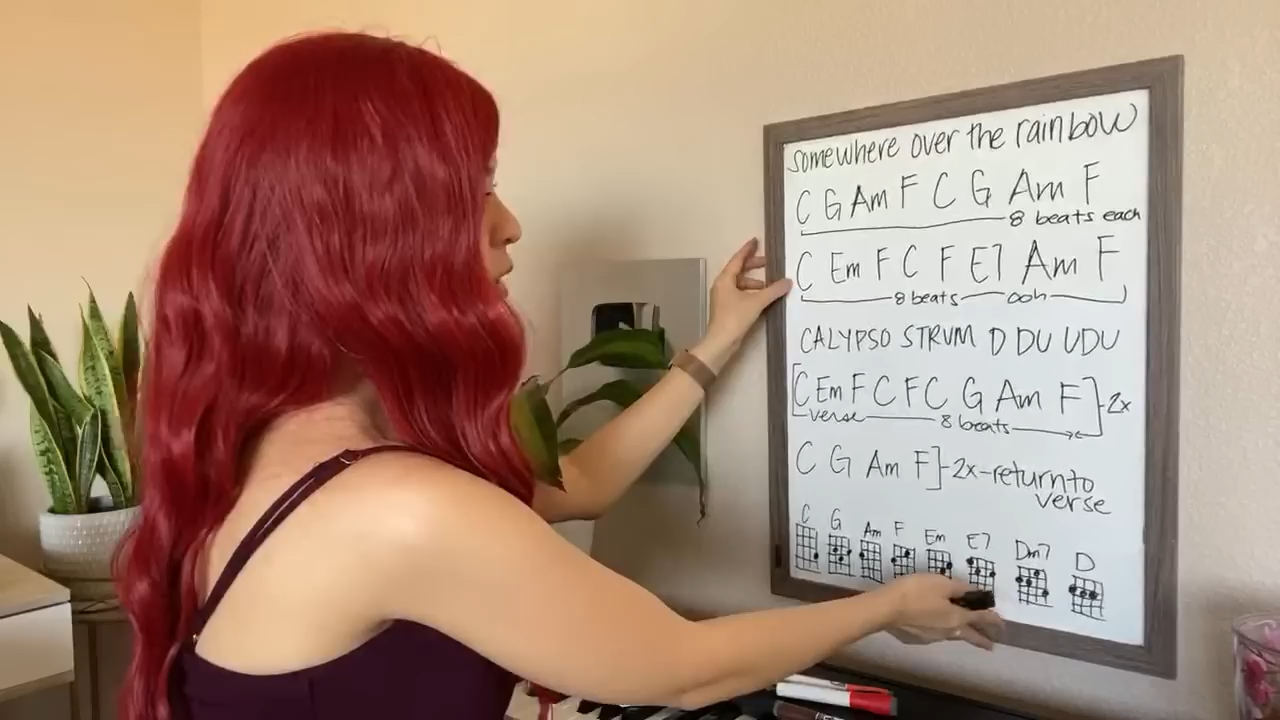 somewhere over the rainbow
C G Am F C G Am F
8 beats each
C Em F C F E7 Am F
8 beats ooh
CALYPSO STRUM D DU UDU
[C Em F C F C G Am F]-2x
verse 8 beats
C G Am F]-2x-return to
verse
C G Am F Em E7 Dm7 D